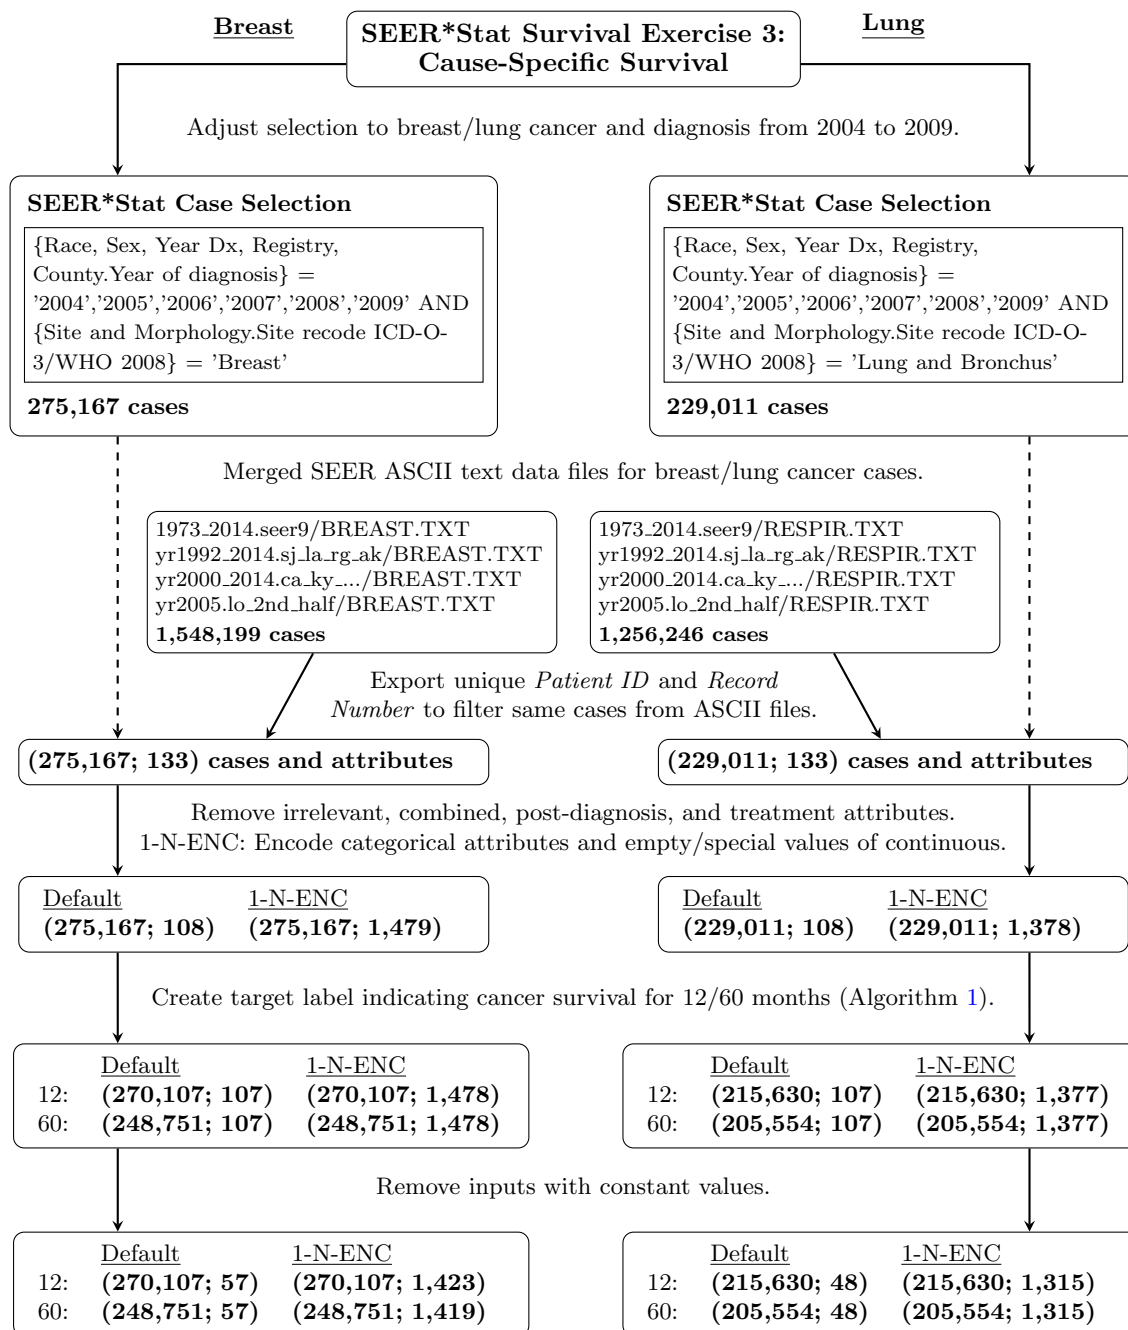 Breast
SEER*Stat Survival Exercise 3:
Cause-Specific Survival
Lung
Adjust selection to breast/lung cancer and diagnosis from 2004 to 2009.
SEER*Stat Case Selection
{Race, Sex, Year Dx, Registry,
County.Year of diagnosis} =
'2004','2005','2006','2007','2008','2009' AND
{Site and Morphology.Site recode ICD-O-
3/WHO 2008} = 'Breast'
275,167 cases
SEER*Stat Case Selection
{Race, Sex, Year Dx, Registry,
County.Year of diagnosis} =
'2004','2005','2006','2007','2008','2009' AND
{Site and Morphology.Site recode ICD-O-
3/WHO 2008} = 'Lung and Bronchus'
229,011 cases
Merged SEER ASCII text data files for breast/lung cancer cases.
1973_2014.seer9/BREAST.TXT
yr1992_2014.sj_la_rg_ak/BREAST.TXT
yr2000_2014.ca_ky_.../BREAST.TXT
yr2005.lo_2nd_half/BREAST.TXT
1,548,199 cases
1973_2014.seer9/RESPIR.TXT
yr1992_2014.sj_la_rg_ak/RESPIR.TXT
yr2000_2014.ca_ky_.../RESPIR.TXT
yr2005.lo_2nd_half/RESPIR.TXT
1,256,246 cases
Export unique Patient ID and Record
Number to filter same cases from ASCII files.
(275,167; 133) cases and attributes
(229,011; 133) cases and attributes
Remove irrelevant, combined, post-diagnosis, and treatment attributes.
1-N-ENC: Encode categorical attributes and empty/special values of continuous.
Default 1-N-ENC
(275,167; 108) (275,167; 1,479)
Default 1-N-ENC
(229,011; 108) (229,011; 1,378)
Create target label indicating cancer survival for 12/60 months (Algorithm 1).
Default 1-N-ENC
12: (270,107; 107) (270,107; 1,478)
60: (248,751; 107) (248,751; 1,478)
Default 1-N-ENC
12: (215,630; 107) (215,630; 1,377)
60: (205,554; 107) (205,554; 1,377)
Remove inputs with constant values.
Default 1-N-ENC
12: (270,107; 57) (270,107; 1,423)
60: (248,751; 57) (248,751; 1,419)
Default 1-N-ENC
12: (215,630; 48) (215,630; 1,315)
60: (205,554; 48) (205,554; 1,315)